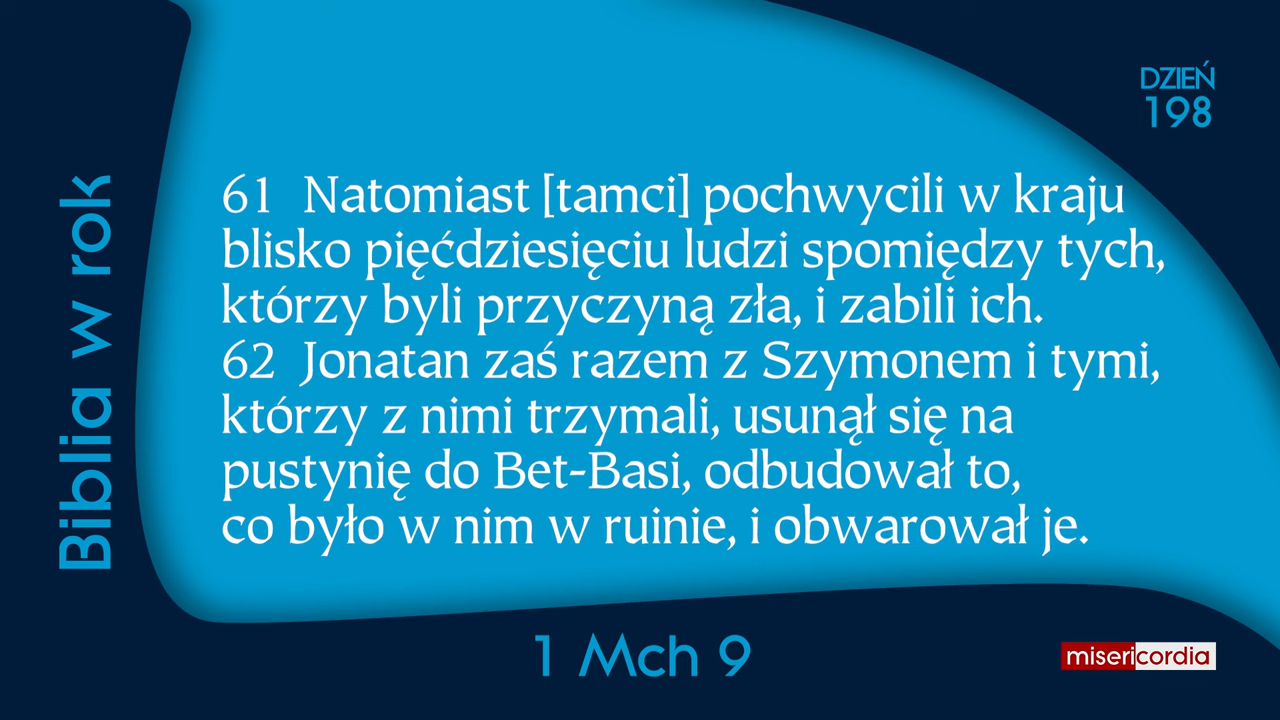 DZIEŃ
198
Biblia w rok
61 Natomiast [tamci] pochwycili w kraju
blisko pięćdziesięciu ludzi spomiędzy tych,
którzy byli przyczyną zła, i zabili ich.
62 Jonatan zaś razem z Szymonem i tymi,
którzy z nimi trzymali, usunął się na
pustynię do Bet-Basi, odbudował to,
co było w nim w ruinie, i obwarował je.
1 Mch 9
misericordia